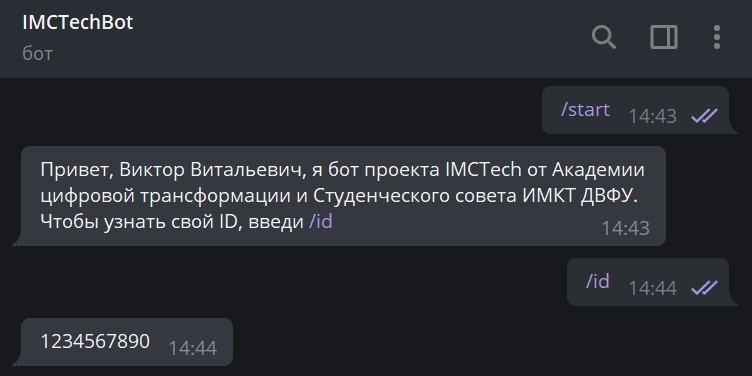 IMCTechBot
бот
/start 14:43
Привет, Виктор Витальевич, я бот проекта IMCTech от Академии
цифровой трансформации и Студенческого совета ИМКТ ДВФУ.
Чтобы узнать свой ID, введи /id 14:43
/id 14:44
1234567890 14:44